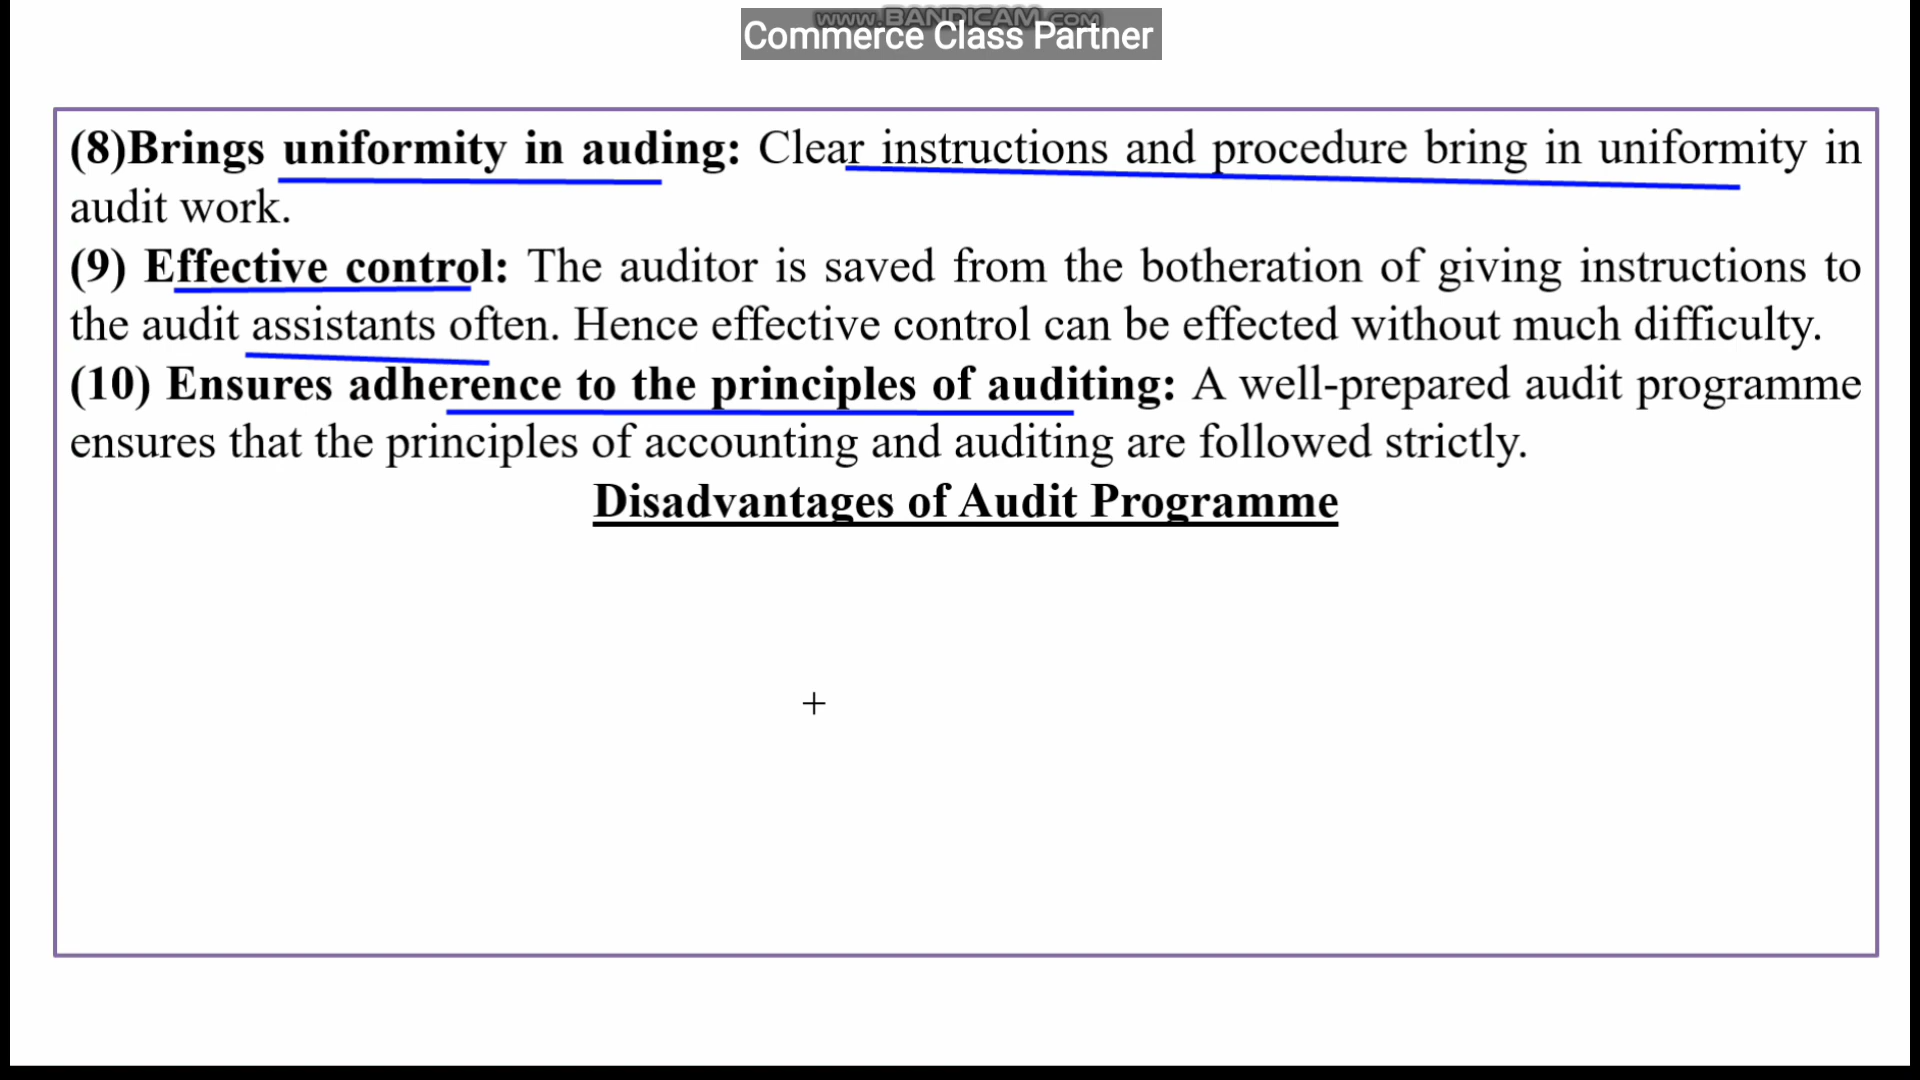 www.BANDICAM.COM
Commerce Class Partner
(8)Brings uniformity in auding: Clear instructions and procedure bring in uniformity in
audit work.
(9) Effective control: The auditor is saved from the botheration of giving instructions to
the audit assistants often. Hence effective control can be effected without much difficulty.
(10) Ensures adherence to the principles of auditing: A well-prepared audit programme
ensures that the principles of accounting and auditing are followed strictly.
Disadvantages of Audit Programme